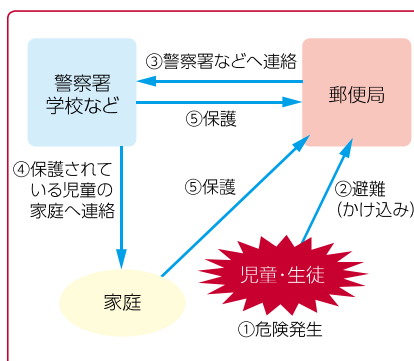 ③警察署などへ連絡
警察署
学校など
郵便局
⑤保護
④保護されて
いる児童の
家庭へ連絡
⑤保護
②避難
(かけ込み)
児童・生徒
家庭
①危険発生